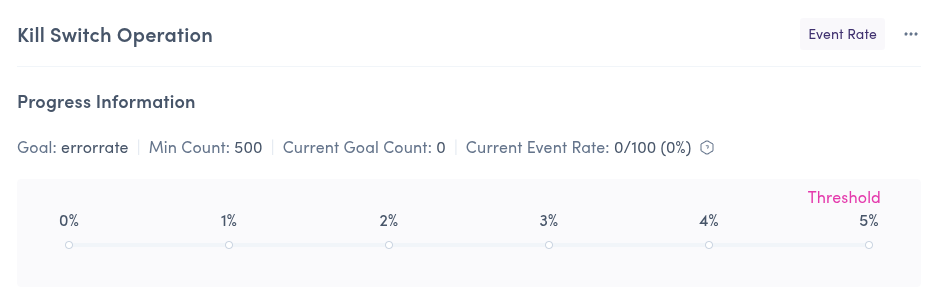 Kill Switch Operation
Event Rate
Progress Information
Goal: errorrate Min Count: 500 Current Goal Count: 0 Current Event Rate: 0/100 (0%)
Threshold
0% 1% 2% 3% 4% 5%